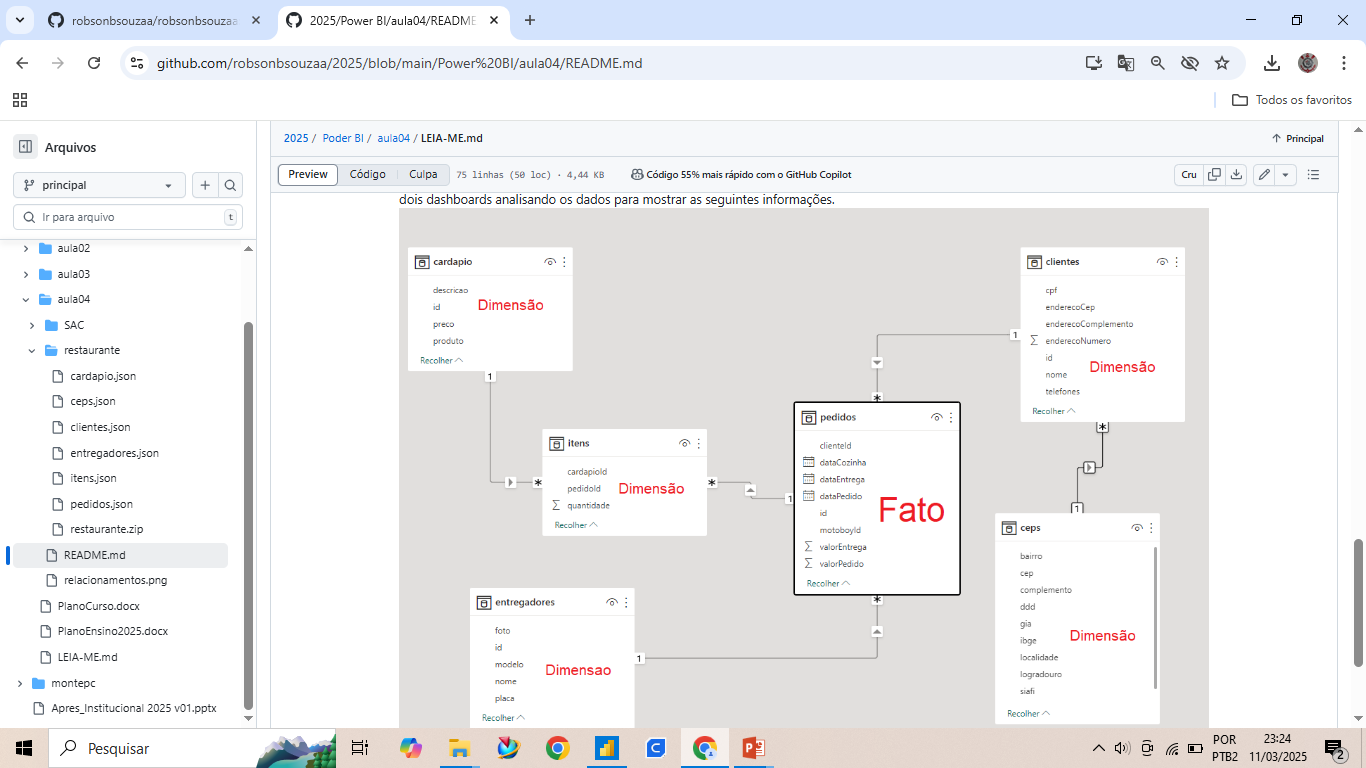 robsonbsouzaa/robsonbsouzaa
2025/Power BI/aula04/README
github.com/robsonbsouzaa/2025/blob/main/Power%20BI/aula04/README.md
Todos os favoritos
Arquivos
principal
Ir para arquivo
t
aula02
aula03
aula04
SAC
restaurante
cardapio.json
ceps.json
clientes.json
entregadores.json
itens.json
pedidos.json
restaurante.zip
README.md
relacionamentos.png
PlanoCurso.docx
PlanoEnsino2025.docx
LEIA-ME.md
montepc
Apres_Institucional 2025 v01.pptx
2025 / Poder BI / aula04 / LEIA-ME.md
Principal
Preview Código Culpa 75 linhas (50 loc) · 4,44 KB Código 55% mais rápido com o GitHub Copilot
Cru
dois dashboards analisando os dados para mostrar as seguintes informações.
cardapio
descricao
id
preco
produto
Recolher
Dimensão
1
*
clientes
cpf
enderecoCep
enderecoComplemento
enderecoNumero
id
nome
telefones
Recolher
Dimensão
1
*
*
1
itens
cardapioId
pedidoId
quantidade
Recolher
Dimensão
*
1
pedidos
clienteId
dataCozinha
dataEntrega
dataPedido
id
motoboyId
valorEntrega
valorPedido
Recolher
Fato
*
1
entregadores
foto
id
modelo
nome
placa
Recolher
Dimensao
ceps
bairro
cep
complemento
ddd
gia
ibge
localidade
logradouro
siafi
Recolher
Dimensão
Pesquisar
POR
PTB2
23:24
11/03/2025
2